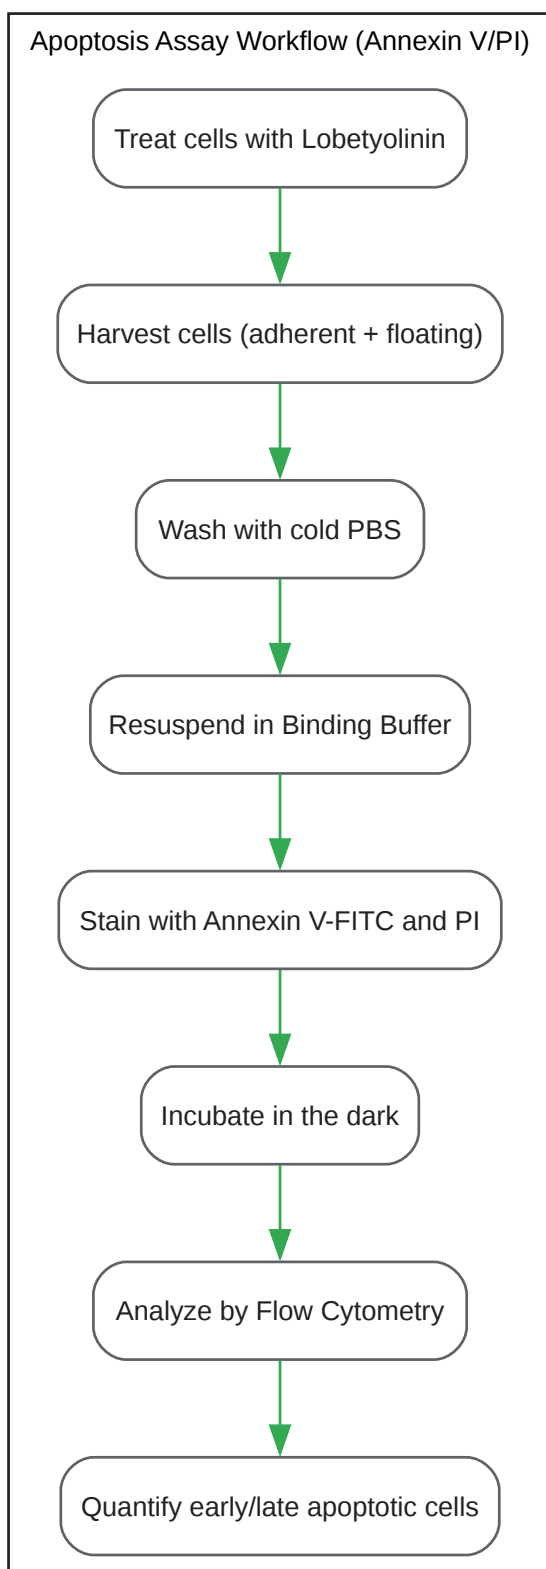 Apoptosis Assay Workflow (Annexin V/PI)
Treat cells with Lobetyolinin
Harvest cells (adherent + floating)
Wash with cold PBS
Resuspend in Binding Buffer
Stain with Annexin V-FITC and PI
Incubate in the dark
Analyze by Flow Cytometry
Quantify early/late apoptotic cells